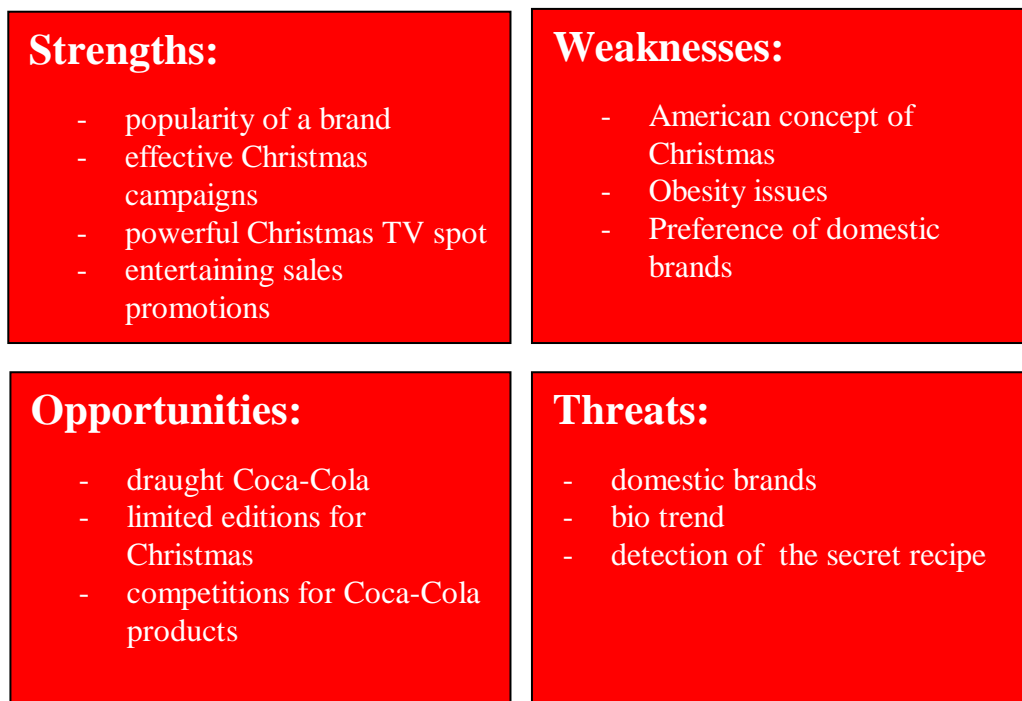 Strengths:
- popularity of a brand
- effective Christmas
campaigns
- powerful Christmas TV spot
- entertaining sales
promotions
Weaknesses:
- American concept of
Christmas
- Obesity issues
- Preference of domestic
brands
Opportunities:
- draught Coca-Cola
- limited editions for
Christmas
- competitions for Coca-Cola
products
Threats:
- domestic brands
- bio trend
- detection of the secret recipe